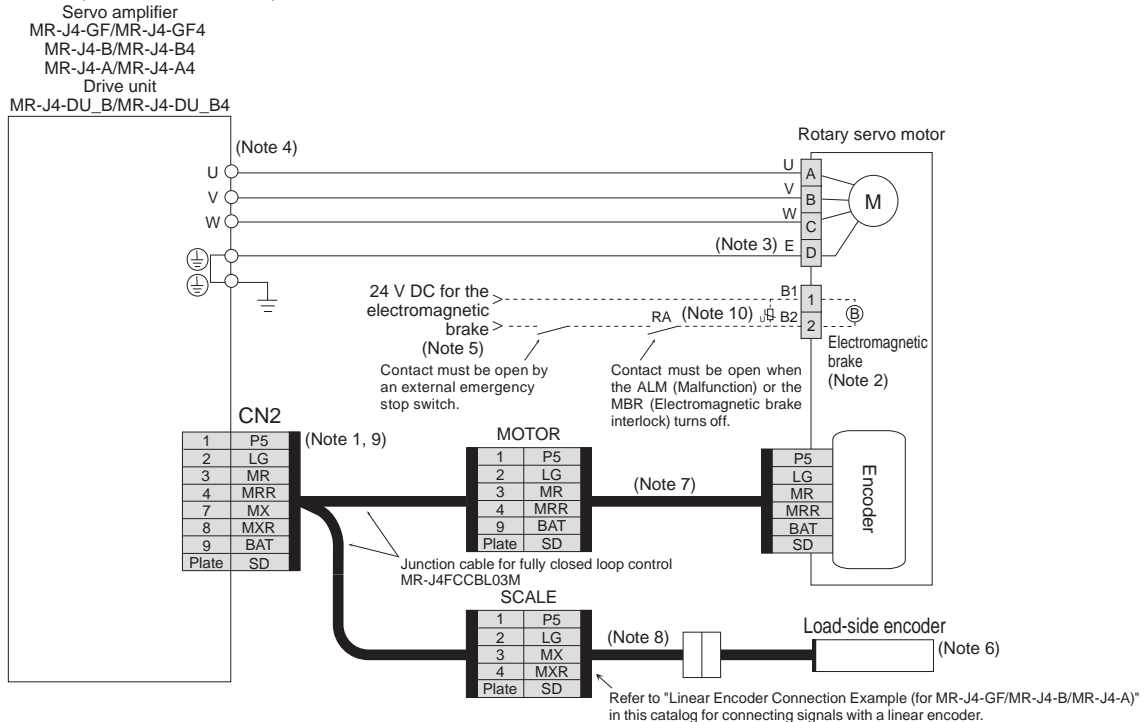 Servo amplifier
MR-J4-GF/MR-J4-GF4
MR-J4-B/MR-J4-B4
MR-J4-A/MR-J4-A4
Drive unit
MR-J4-DU_B/MR-J4-DU_B4
(Note 4)
U
V
W
Rotary servo motor
U A
V B
W C
(Note 3) E D
M
24 V DC for the
electromagnetic
brake
(Note 5)
RA (Note 10) U
B1 1
B2 2
B
Electromagnetic
brake
(Note 2)
Contact must be open by
an external emergency
stop switch.
Contact must be open when
the ALM (Malfunction) or the
MBR (Electromagnetic brake
interlock) turns off.
CN2
(Note 1, 9)
1 P5
2 LG
3 MR
4 MRR
7 MX
8 MXR
9 BAT
Plate SD
MOTOR
1 P5
2 LG
3 MR
4 MRR
9 BAT
Plate SD
(Note 7)
P5
LG
MR
MRR
BAT
SD
Encoder
Junction cable for fully closed loop control
MR-J4FCCBL03M
SCALE
1 P5
2 LG
3 MX
4 MXR
Plate SD
(Note 8)
Load-side encoder
(Note 6)
Refer to "Linear Encoder Connection Example (for MR-J4-GF/MR-J4-B/MR-J4-A)"
in this catalog for connecting signals with a linear encoder.